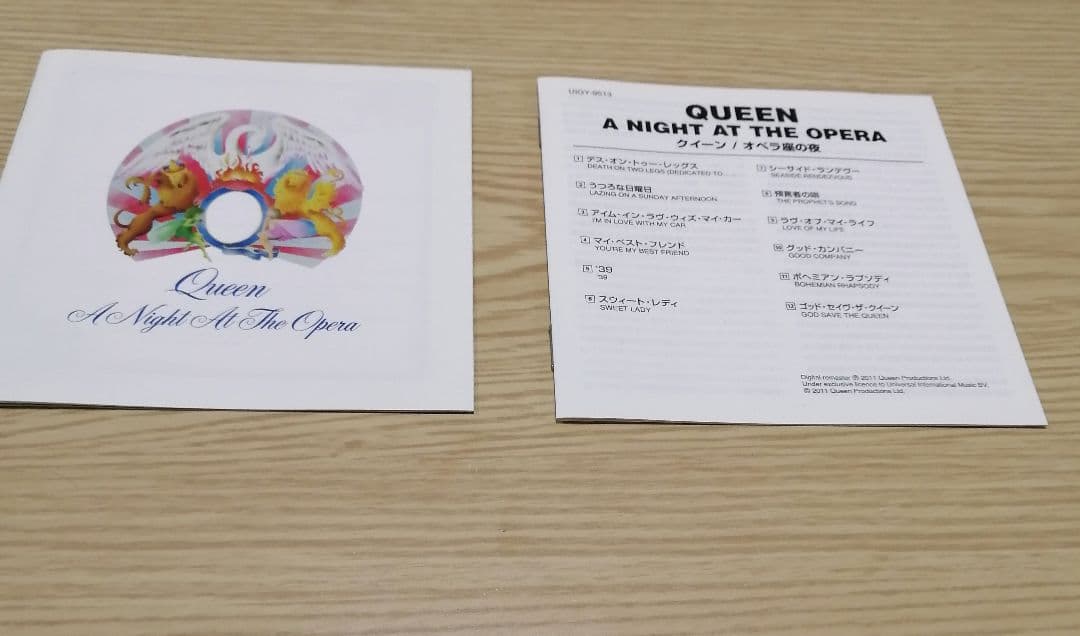 Queen
A Night At The Opera
UIGY-9513
QUEEN
A NIGHT AT THE OPERA
クイーン / オペラ座の夜
1 デス・オン・トゥー・レッグス
DEATH ON TWO LEGS (DEDICATED TO......
2 うつろな日曜日
LAZING ON A SUNDAY AFTERNOON
3 アイム・イン・ラヴ・ウィズ・マイ・カー
I'M IN LOVE WITH MY CAR
4 マイ・ベスト・フレンド
YOU'RE MY BEST FRIEND
5 '39
'39
6 スウィート・レディ
SWEET LADY
7 シーサイド・ランデヴー
SEASIDE RENDEZVOUS
8 預言者の唄
THE PROPHET'S SONG
9 ラヴ・オブ・マイ・ライフ
LOVE OF MY LIFE
10 グッド・カンパニー
GOOD COMPANY
11 ボヘミアン・ラプソディ
BOHEMIAN RHAPSODY
12 ゴッド・セイヴ・ザ・クイーン
GOD SAVE THE QUEEN
Digital remaster ℗ 2011 Queen Productions Ltd.
Under exclusive licence to Universal International Music BV.
© 2011 Queen Productions Ltd.